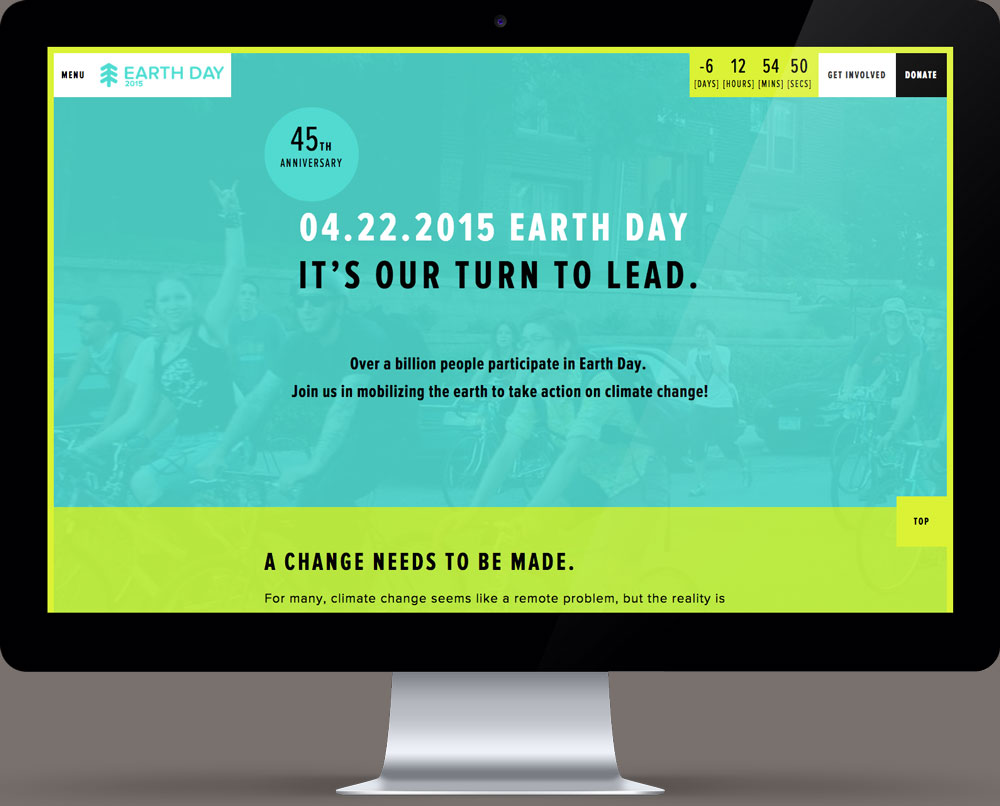 MENU
EARTH DAY
2015
-6 12 54 50
[DAYS] [HOURS] [MINS] [SECS]
GET INVOLVED
DONATE
45TH
ANNIVERSARY
04.22.2015 EARTH DAY
IT’S OUR TURN TO LEAD.
Over a billion people participate in Earth Day.
Join us in mobilizing the earth to take action on climate change!
TOP
A CHANGE NEEDS TO BE MADE.
For many, climate change seems like a remote problem, but the reality is